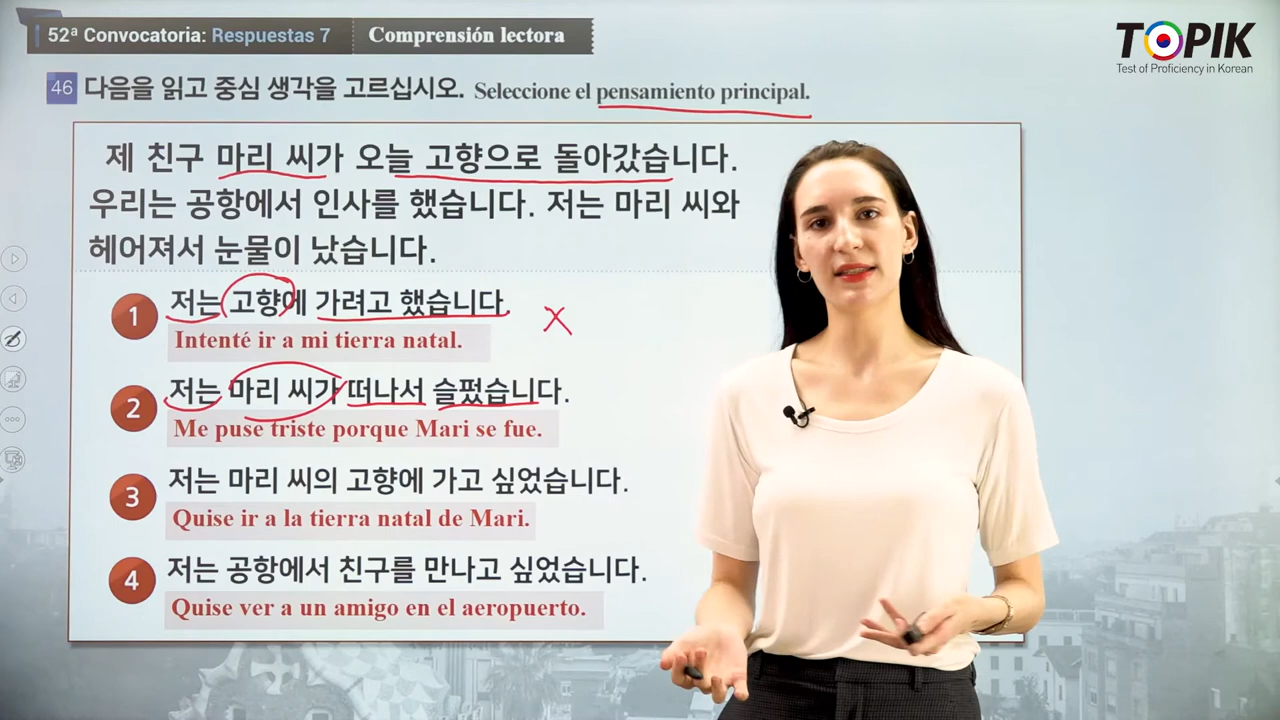 52ª Convocatoria: Respuestas 7 Comprensión lectora
TOPIK
Test of Proficiency in Korean
46 다음을 읽고 중심 생각을 고르십시오. Seleccione el pensamiento principal.
제 친구 마리 씨가 오늘 고향으로 돌아갔습니다.
우리는 공항에서 인사를 했습니다. 저는 마리 씨와
헤어져서 눈물이 났습니다.
1 저는 고향에 가려고 했습니다.
Intenté ir a mi tierra natal.
2 저는 마리 씨가 떠나서 슬펐습니다.
Me puse triste porque Mari se fue.
3 저는 마리 씨의 고향에 가고 싶었습니다.
Quise ir a la tierra natal de Mari.
4 저는 공항에서 친구를 만나고 싶었습니다.
Quise ver a un amigo en el aeropuerto.